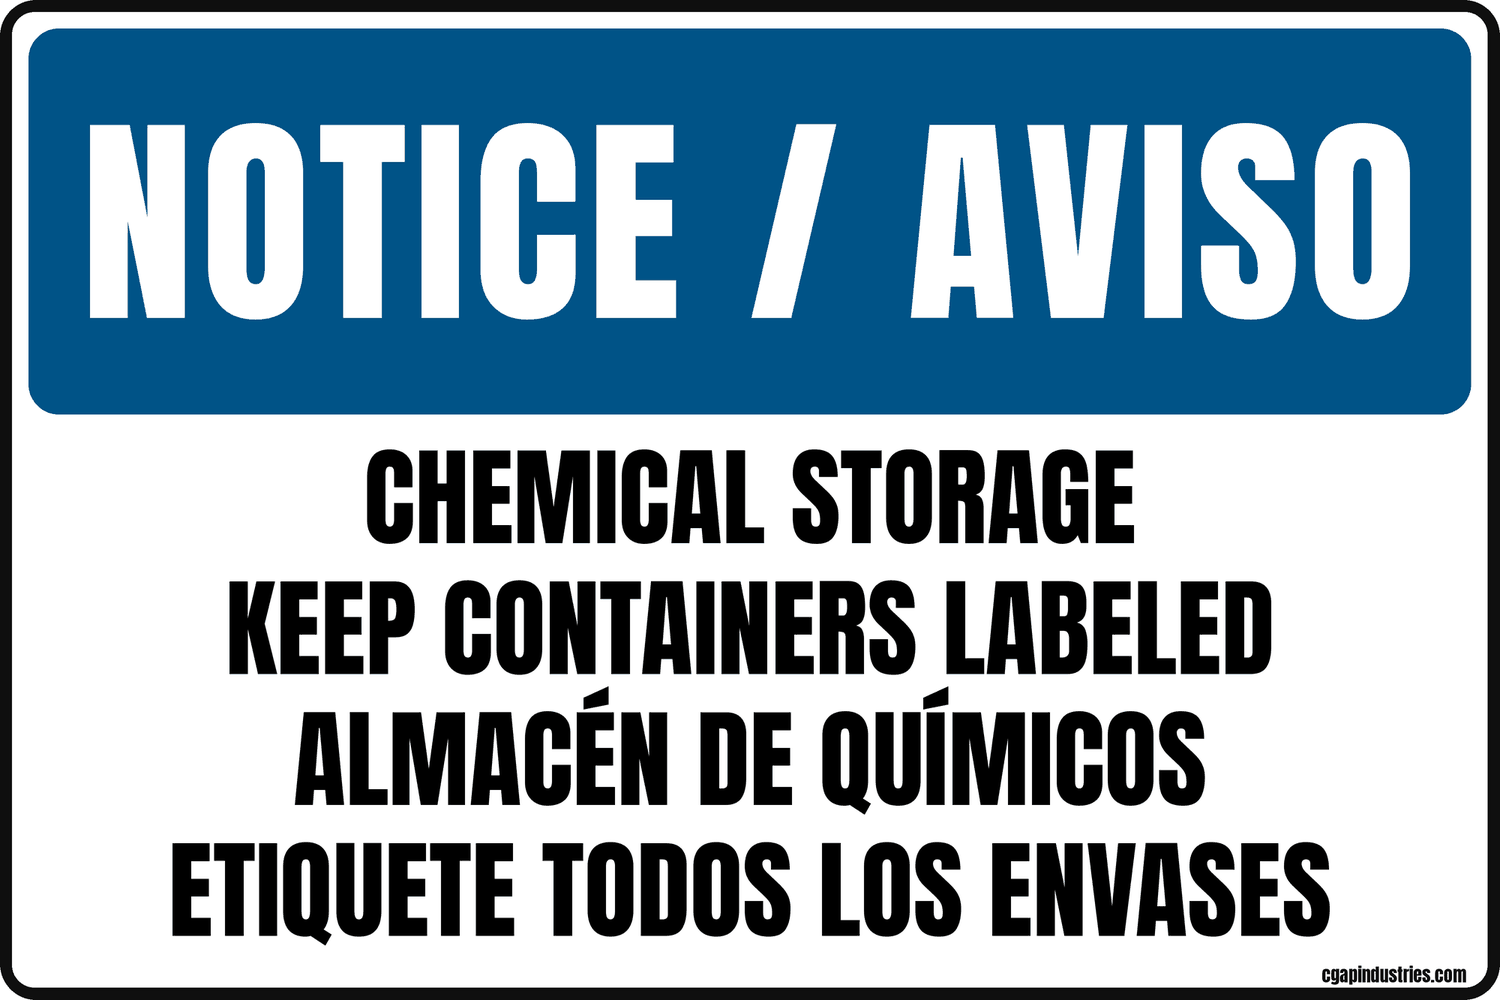 NOTICE / AVISO
CHEMICAL STORAGE
KEEP CONTAINERS LABELED
ALMACÉN DE QUÍMICOS
ETIQUETE TODOS LOS ENVASES
cgapindustries.com